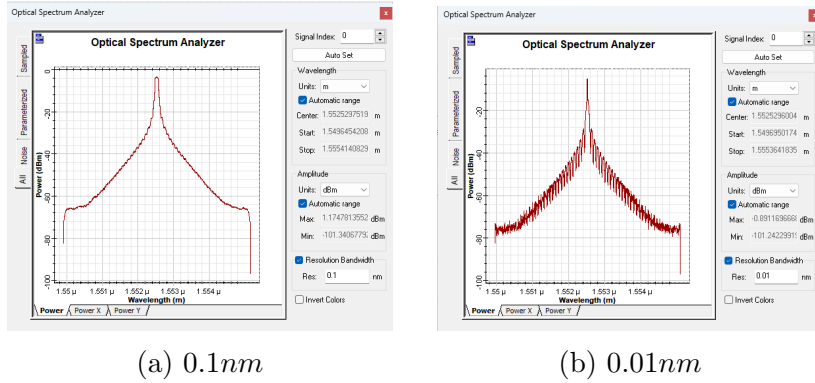 Optical Spectrum Analyzer
Optical Spectrum Analyzer
Sampled
Parameterized
Noise
All
Power (dBm)
0
-20
-40
-60
-80
-100
1.55 µ 1.551 µ 1.552 µ 1.553 µ 1.554 µ
Wavelength (m)
Power Power X Power Y
Signal Index: 0
Auto Set
Wavelength
Units: m
Automatic range
Center: 1.5525297519 m
Start: 1.5496454208 m
Stop: 1.5554140829 m
Amplitude
Units: dBm
Automatic range
Max: 1.1747813552 dBm
Min: -101.34067792 dBm
Resolution Bandwidth
Res: 0.1 nm
Invert Colors
(a) 0.1nm
Optical Spectrum Analyzer
Optical Spectrum Analyzer
Sampled
Parameterized
Noise
All
Power (dBm)
0
-20
-40
-60
-80
-100
1.55 µ 1.551 µ 1.552 µ 1.553 µ 1.554 µ
Wavelength (m)
Power Power X Power Y
Signal Index: 0
Auto Set
Wavelength
Units: m
Automatic range
Center: 1.5525296004 m
Start: 1.5496950174 m
Stop: 1.5553641835 m
Amplitude
Units: dBm
Automatic range
Max: -0.8911696668 dBm
Min: -101.24229919 dBm
Resolution Bandwidth
Res: 0.01 nm
Invert Colors
(b) 0.01nm